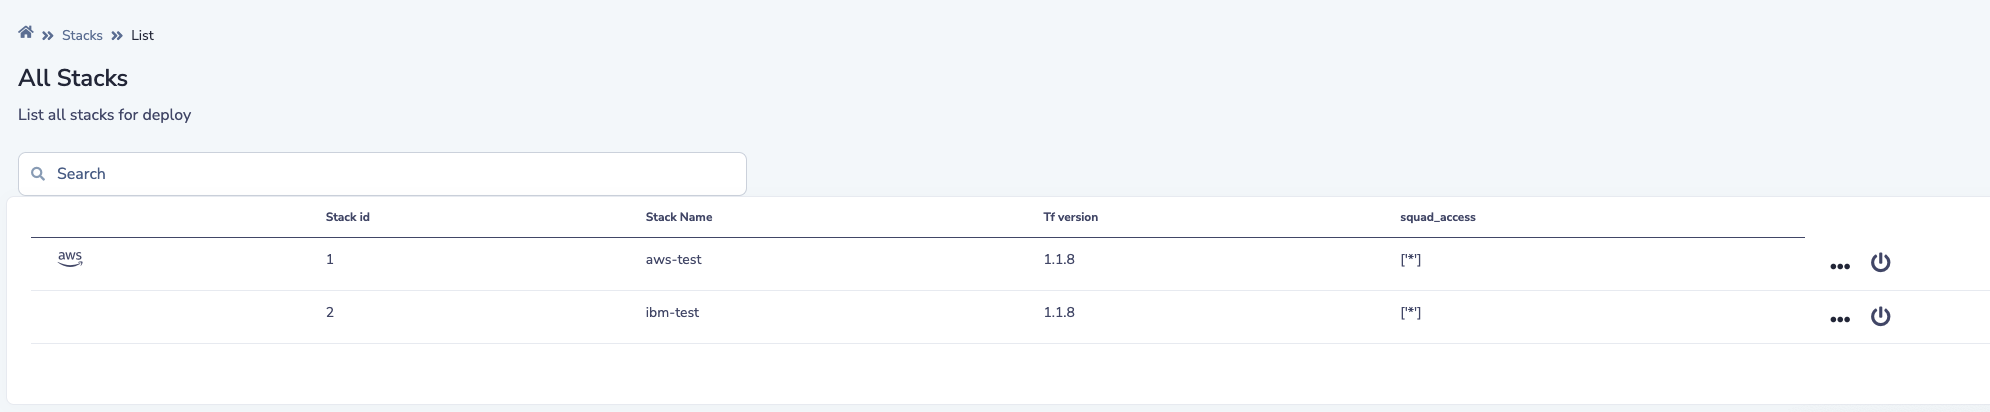 Stacks List
All Stacks
List all stacks for deploy
Search
Stack id Stack Name Tf version squad_access
aws 1 aws-test 1.1.8 ['*']
2 ibm-test 1.1.8 ['*']